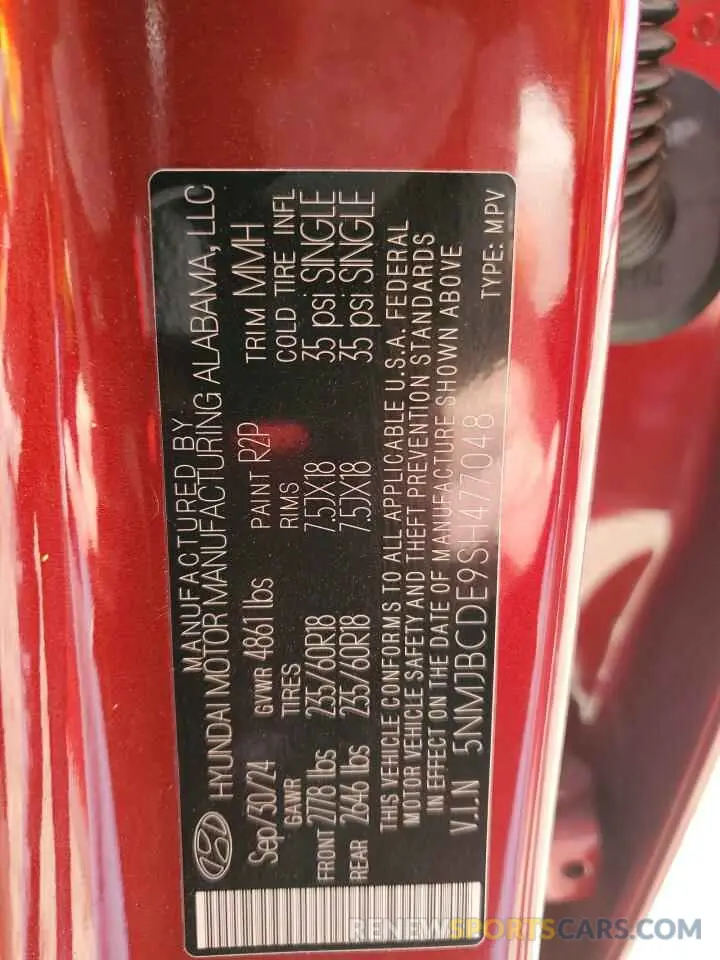 MANUFACTURED BY
HYUNDAI MOTOR MANUFACTURING ALABAMA, LLC
Sep/30/24 GVWR 4861 lbs PAINT R2P TRIM MMH
GAWR TIRES RIMS COLD TIRE INFL
FRONT 2778 lbs 235/60R18 7.5JX18 35 psi SINGLE
REAR 2646 lbs 235/60R18 7.5JX18 35 psi SINGLE
THIS VEHICLE CONFORMS TO ALL APPLICABLE U.S.A. FEDERAL
MOTOR VEHICLE SAFETY AND THEFT PREVENTION STANDARDS
IN EFFECT ON THE DATE OF MANUFACTURE SHOWN ABOVE
V.I.N 5NMJBCDE9SH477048 TYPE: MPV
RENEWSPORTSCARS.COM